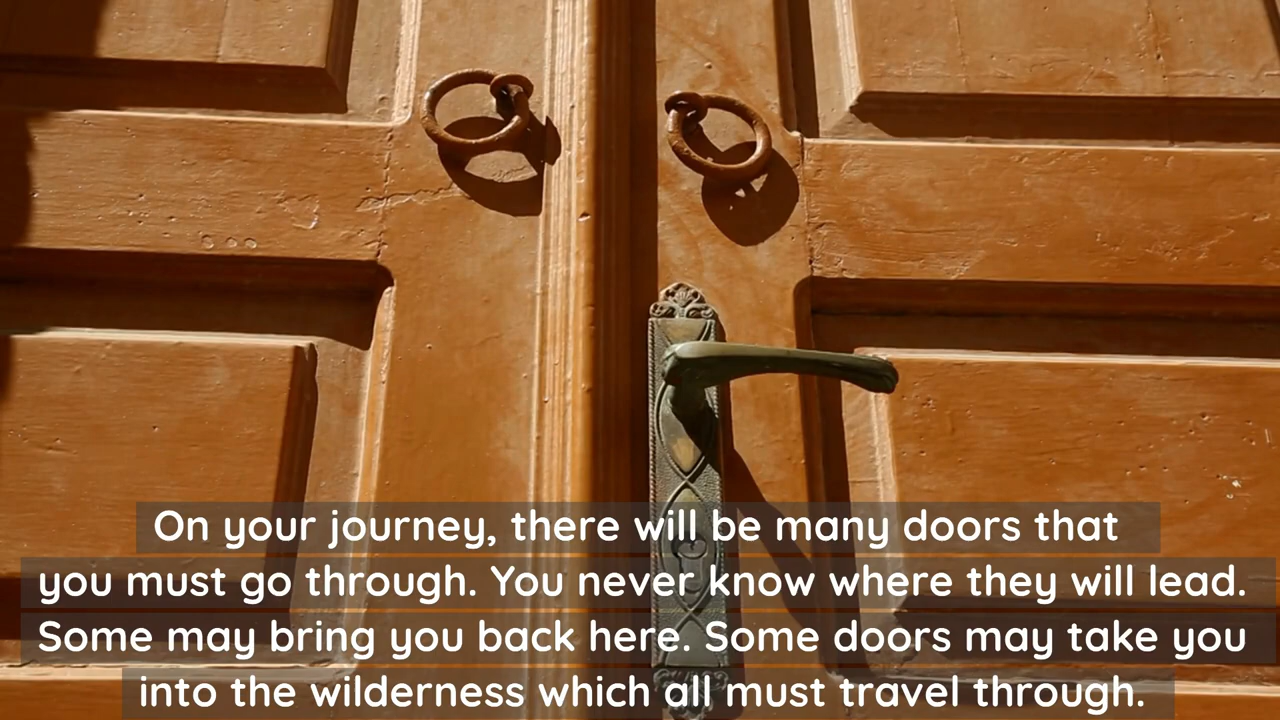 On your journey, there will be many doors that
you must go through. You never know where they will lead.
Some may bring you back here. Some doors may take you
into the wilderness which all must travel through.